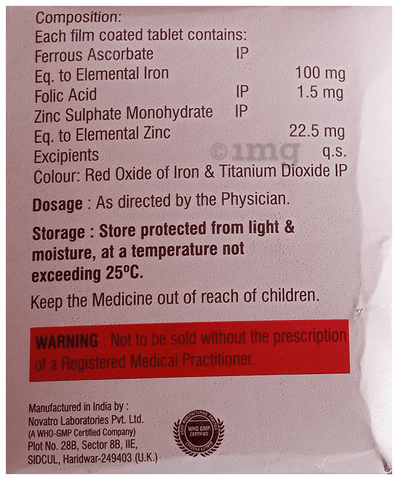 Composition:
Each film coated tablet contains:
Ferrous Ascorbate IP
Eq. to Elemental Iron 100 mg
Folic Acid IP 1.5 mg
Zinc Sulphate Monohydrate IP
Eq. to Elemental Zinc 22.5 mg
©1mg
Excipients q.s.
Colour: Red Oxide of Iron & Titanium Dioxide IP
Dosage : As directed by the Physician.
Storage : Store protected from light &
moisture, at a temperature not
exceeding 25ºC.
Keep the Medicine out of reach of children.
WARNING : Not to be sold without the prescription
of a Registered Medical Practitioner.
Manufactured in India by :
Novatro Laboratories Pvt. Ltd.
(A WHO-GMP Certified Company)
Plot No. 28B, Sector 8B, IIE,
SIDCUL, Haridwar-249403 (U.K.)
WHO GMP
CERTIFIED